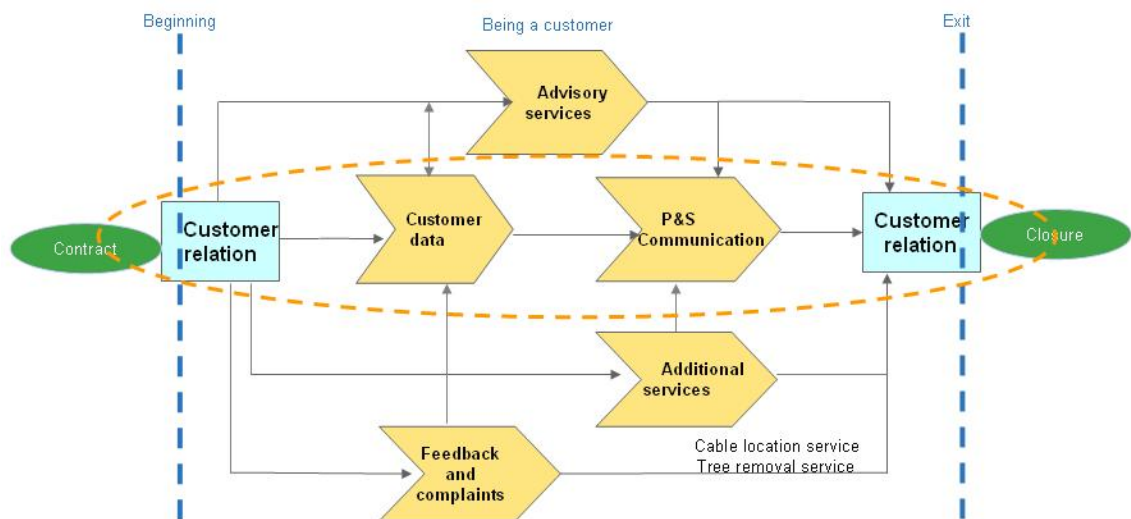 Beginning
Being a customer
Exit
Advisory
services
Contract
Customer
relation
Customer
data
P&S
Communication
Customer
relation
Closure
Additional
services
Feedback
and
complaints
Cable location service
Tree removal service